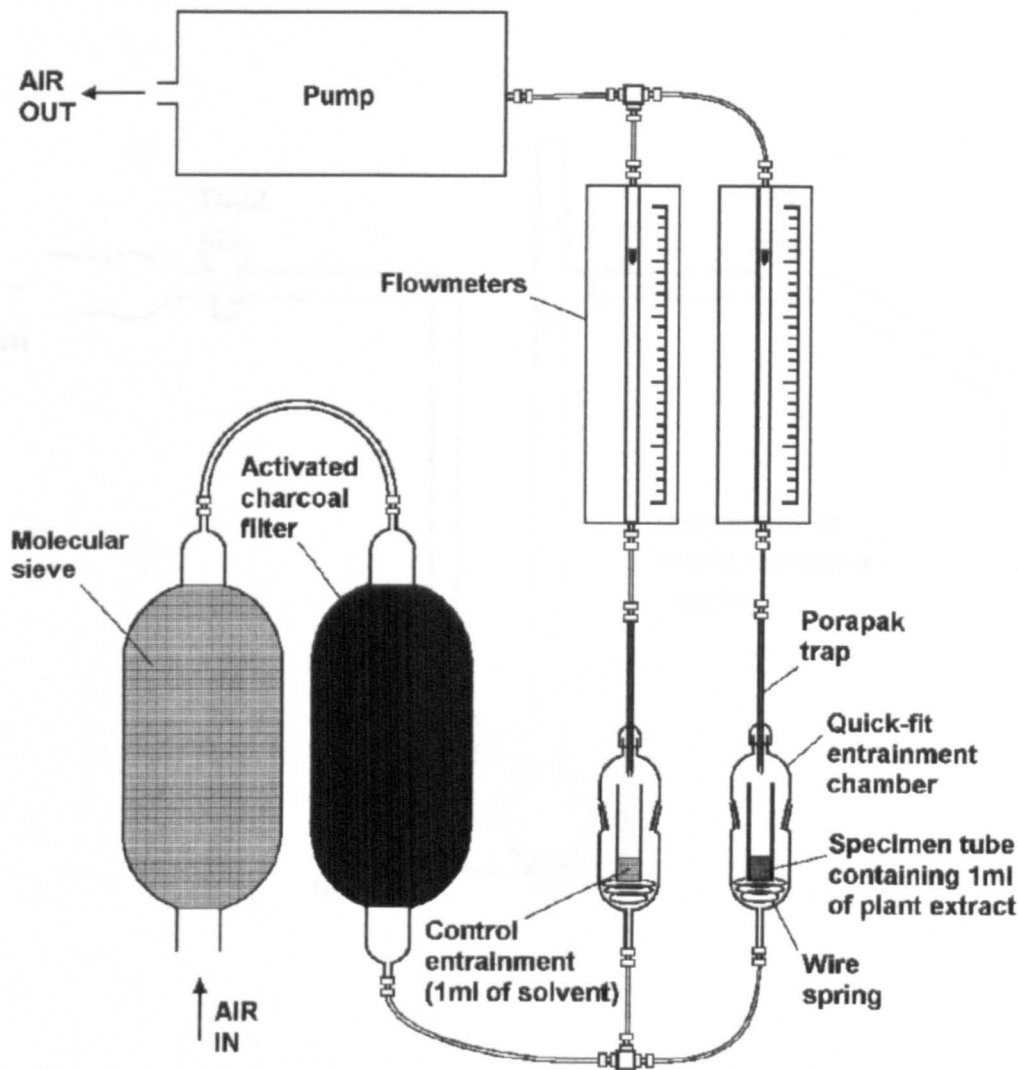 AIR
OUT
Pump
Flowmeters
Activated
charcoal
filter
Molecular
sieve
Porapak
trap
Quick-fit
entrainment
chamber
Specimen tube
containing 1ml
of plant extract
Control
entrainment
(1ml of solvent)
Wire
spring
AIR
IN